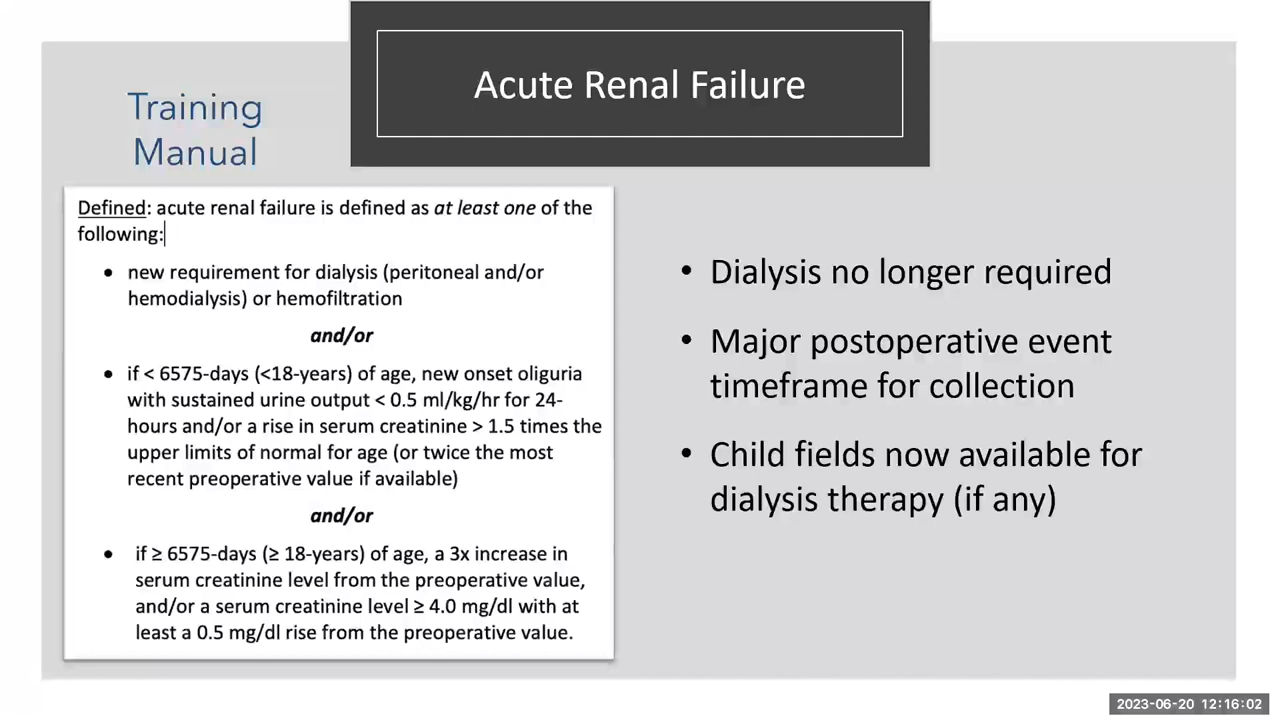 Acute Renal Failure
Training
Manual
Defined: acute renal failure is defined as at least one of the
following:
• new requirement for dialysis (peritoneal and/or
hemodialysis) or hemofiltration
and/or
• if < 6575-days (<18-years) of age, new onset oliguria
with sustained urine output < 0.5 ml/kg/hr for 24-
hours and/or a rise in serum creatinine > 1.5 times the
upper limits of normal for age (or twice the most
recent preoperative value if available)
and/or
• if ≥ 6575-days (≥ 18-years) of age, a 3x increase in
serum creatinine level from the preoperative value,
and/or a serum creatinine level ≥ 4.0 mg/dl with at
least a 0.5 mg/dl rise from the preoperative value.
• Dialysis no longer required
• Major postoperative event
timeframe for collection
• Child fields now available for
dialysis therapy (if any)
2023-06-20 12:16:02